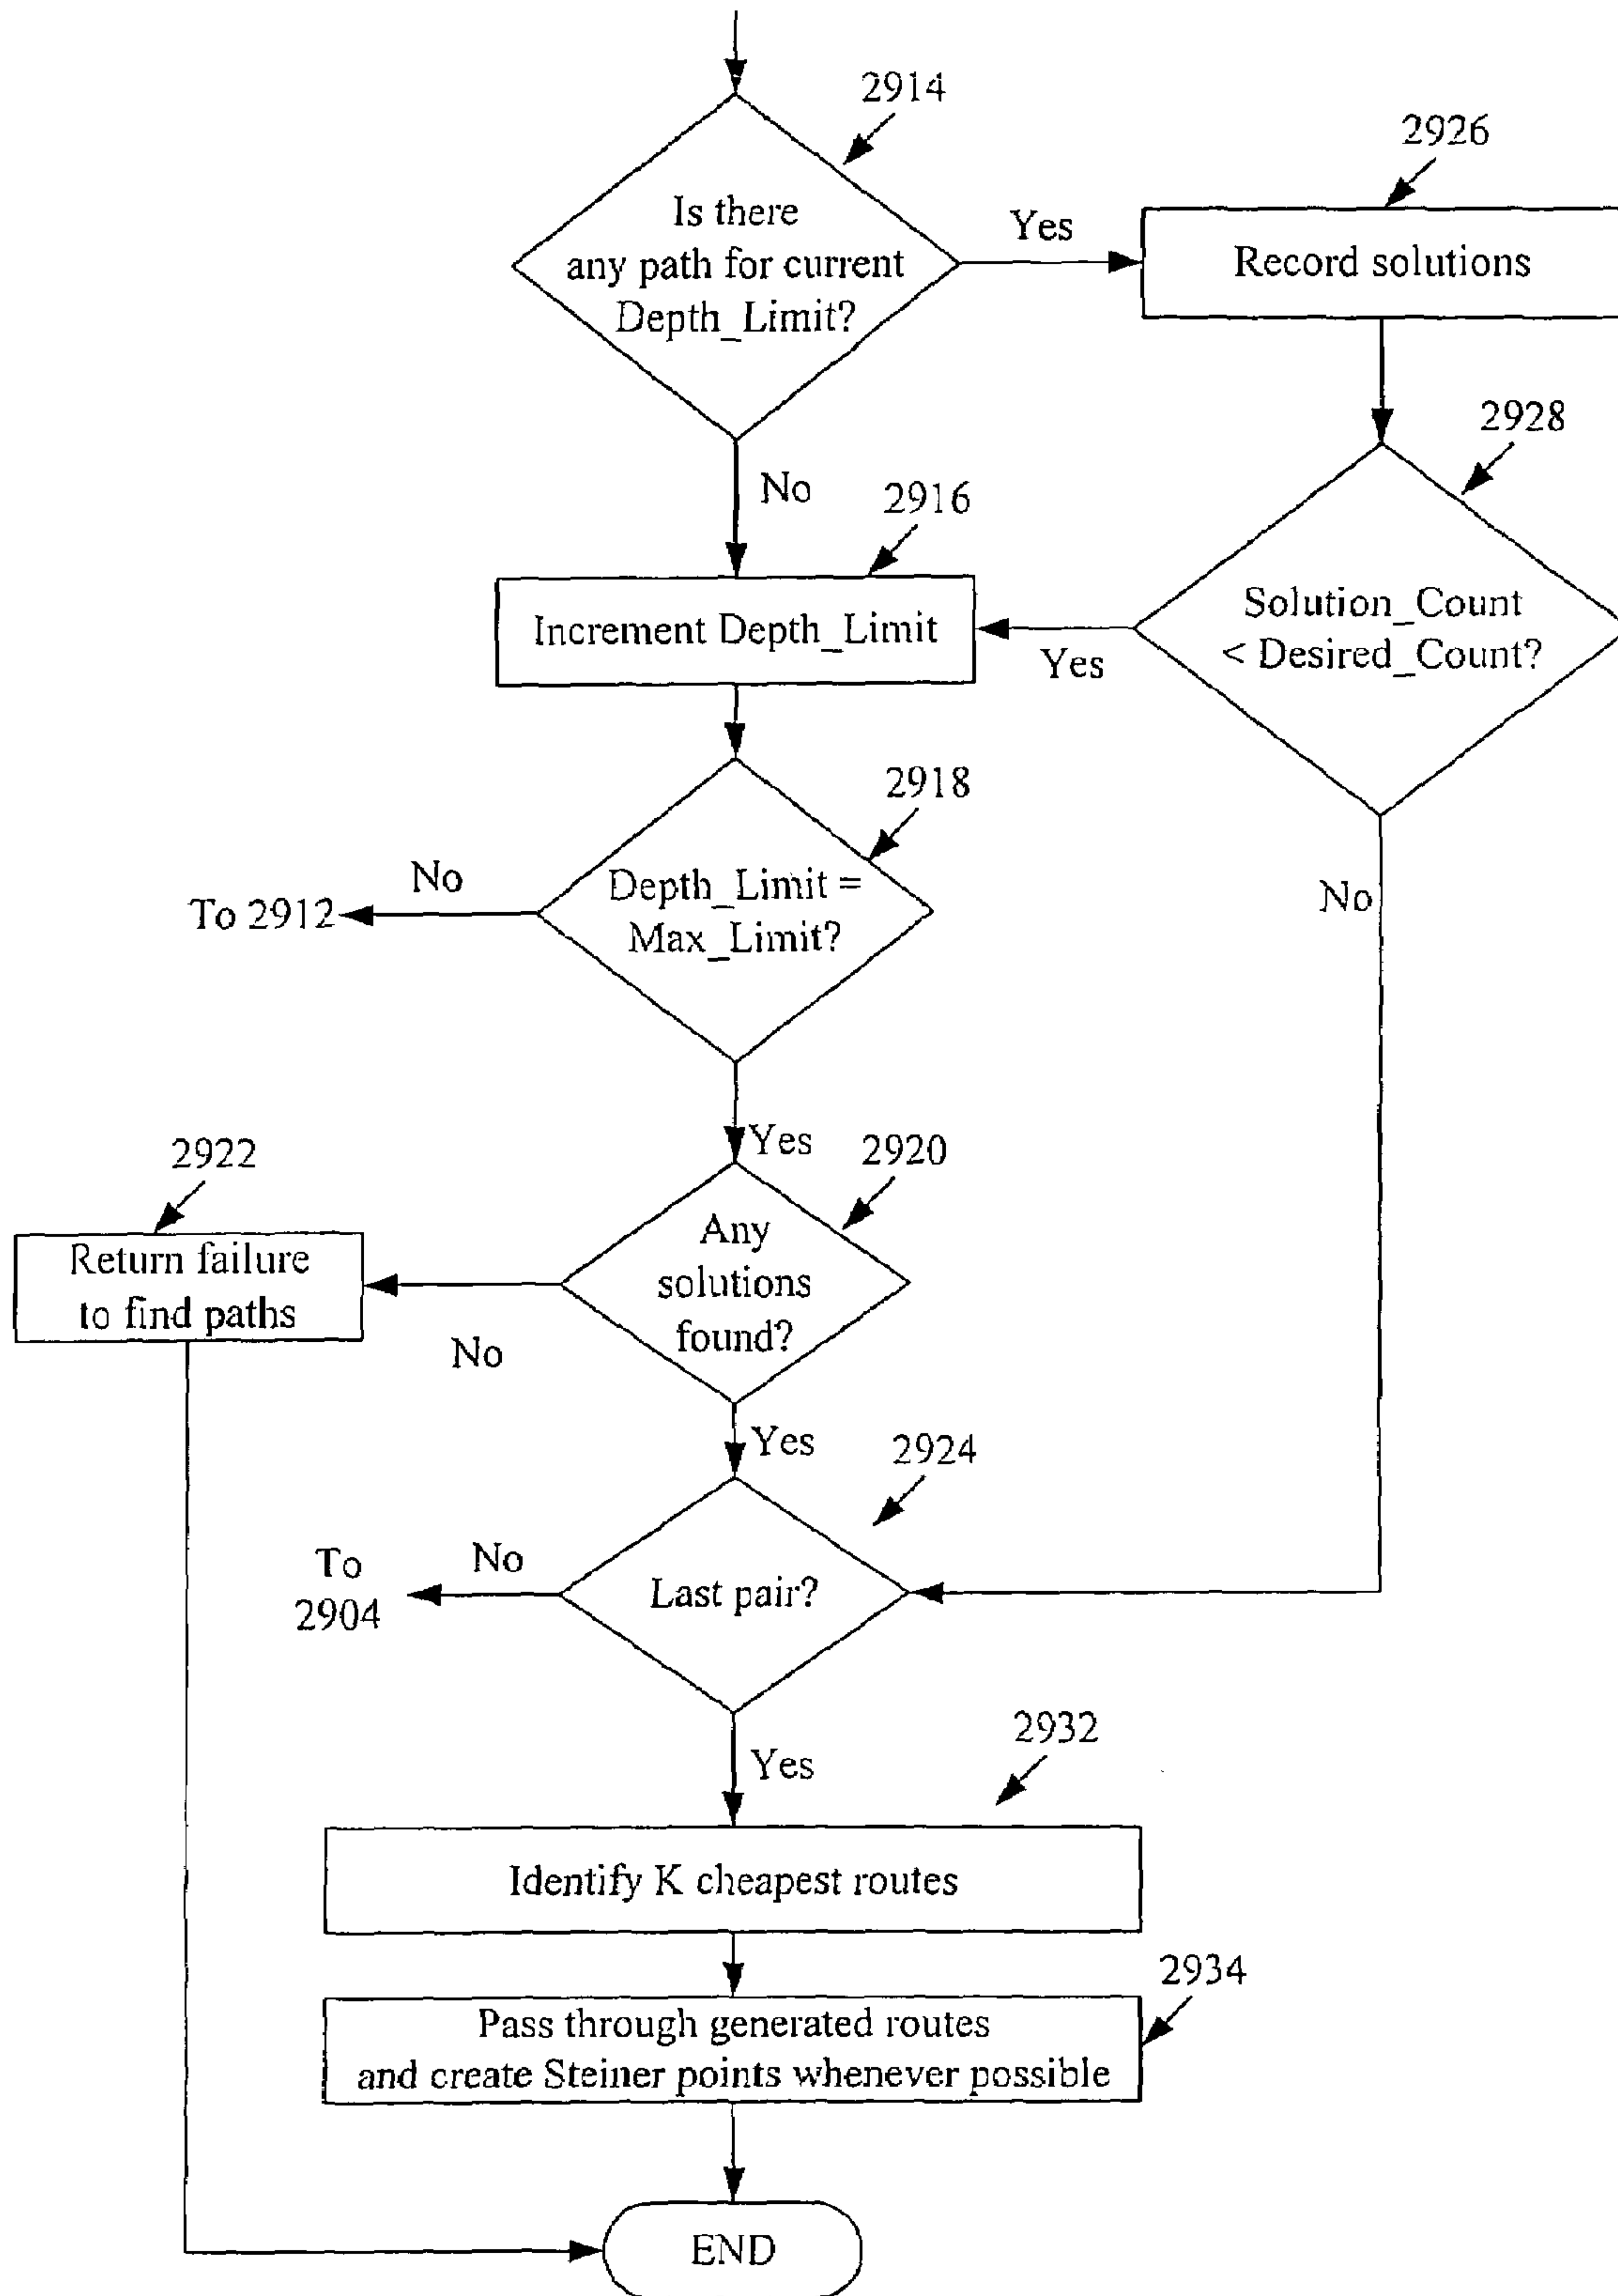 2914
2926
Is there
any path for current
Depth_Limit?
Yes
Record solutions
2928
No
2916
Solution_Count
< Desired_Count?
Increment Depth_Limit
Yes
2918
No
Depth_Limit =
Max_Limit?
To 2912
No
Yes
2922
2920
Return failure
to find paths
Any
solutions
found?
No
Yes
2924
To
2904
No
Last pair?
2932
Yes
Identify K cheapest routes
2934
Pass through generated routes
and create Steiner points whenever possible
END